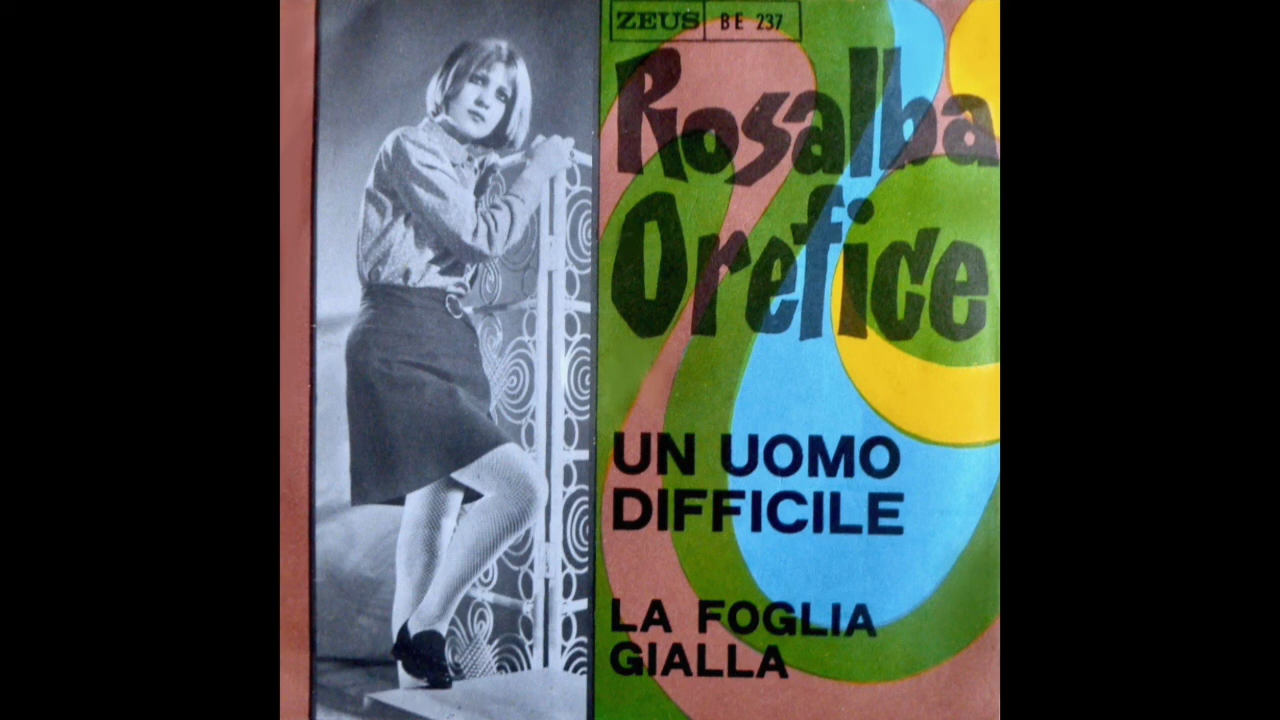 ZEUS BE 237
Rosalba
Orefice
UN UOMO
DIFFICILE
LA FOGLIA
GIALLA